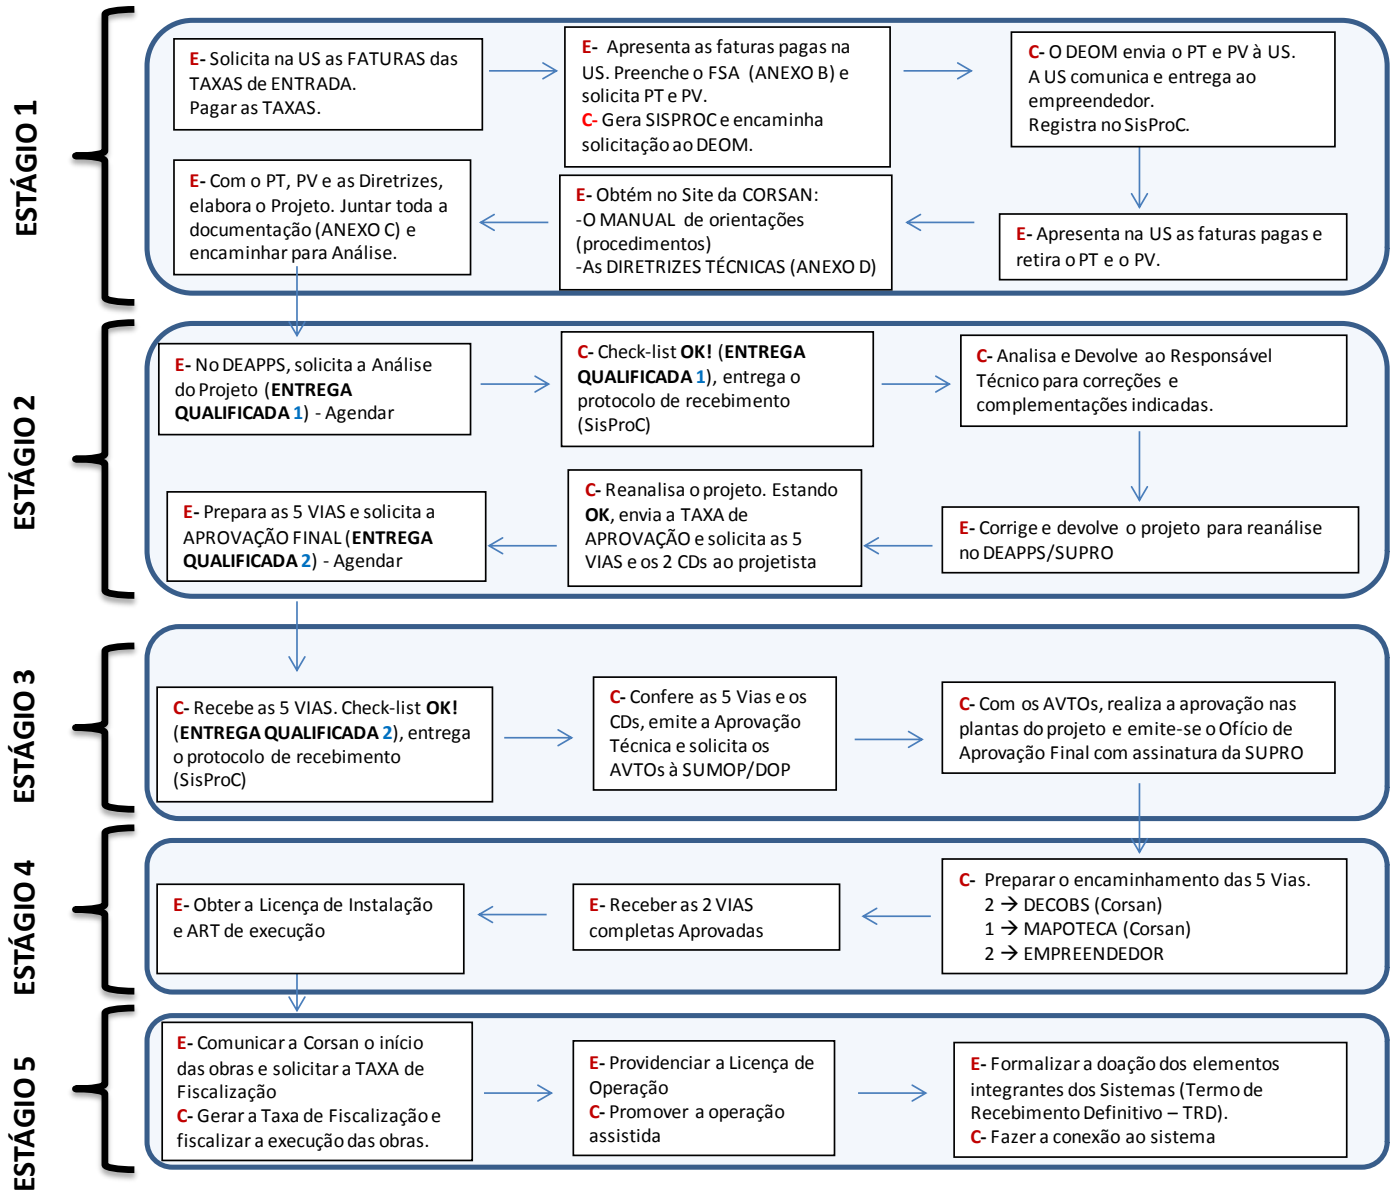 ESTÁGIO 1
E- Solicita na US as FATURAS das
TAXAS de ENTRADA.
Pagar as TAXAS.
E- Apresenta as faturas pagas na
US. Preenche o FSA (ANEXO B) e
solicita PT e PV.
C- Gera SISPROC e encaminha
solicitação ao DEOM.
C- O DEOM envia o PT e PV à US.
A US comunica e entrega ao
empreendedor.
Registra no SisProC.
E- Apresenta na US as faturas pagas e
retira o PT e o PV.
E- Obtém no Site da CORSAN:
-O MANUAL de orientações
(procedimentos)
-As DIRETRIZES TÉCNICAS (ANEXO D)
E- Com o PT, PV e as Diretrizes,
elabora o Projeto. Juntar toda a
documentação (ANEXO C) e
encaminhar para Análise.
ESTÁGIO 2
E- No DEAPPS, solicita a Análise
do Projeto (ENTREGA
QUALIFICADA 1) - Agendar
C- Check-list OK! (ENTREGA
QUALIFICADA 1), entrega o
protocolo de recebimento
(SisProC)
C- Analisa e Devolve ao Responsável
Técnico para correções e
complementações indicadas.
E- Corrige e devolve o projeto para reanálise
no DEAPPS/SUPRO
C- Reanalisa o projeto. Estando
OK, envia a TAXA de
APROVAÇÃO e solicita as 5
VIAS e os 2 CDs ao projetista
E- Prepara as 5 VIAS e solicita a
APROVAÇÃO FINAL (ENTREGA
QUALIFICADA 2) - Agendar
ESTÁGIO 3
C- Recebe as 5 VIAS. Check-list OK!
(ENTREGA QUALIFICADA 2), entrega
o protocolo de recebimento
(SisProC)
C- Confere as 5 Vias e os
CDs, emite a Aprovação
Técnica e solicita os
AVTOs à SUMOP/DOP
C- Com os AVTOs, realiza a aprovação nas
plantas do projeto e emite-se o Ofício de
Aprovação Final com assinatura da SUPRO
ESTÁGIO 4
C- Preparar o encaminhamento das 5 Vias.
2 → DECOBS (Corsan)
1 → MAPOTECA (Corsan)
2 → EMPREENDEDOR
E- Receber as 2 VIAS
completas Aprovadas
E- Obter a Licença de Instalação
e ART de execução
ESTÁGIO 5
E- Comunicar a Corsan o início
das obras e solicitar a TAXA de
Fiscalização
C- Gerar a Taxa de Fiscalização e
fiscalizar a execução das obras.
E- Providenciar a Licença de
Operação
C- Promover a operação
assistida
E- Formalizar a doação dos elementos
integrantes dos Sistemas (Termo de
Recebimento Definitivo – TRD).
C- Fazer a conexão ao sistema